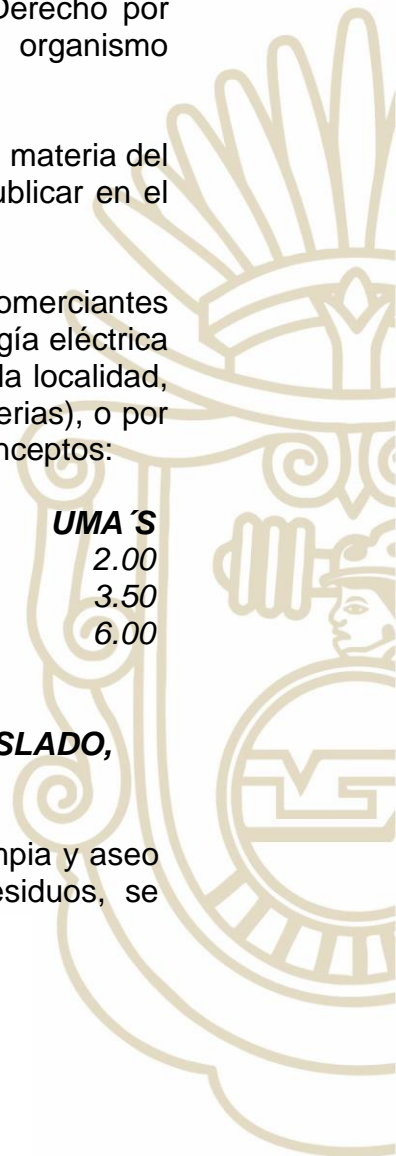 Derecho por
organismo
materia del
ublicar en el
omerciantes
gía eléctrica
la localidad,
erias), o por
nceptos:
UMA´S
2.00
3.50
6.00
SLADO,
mpia y aseo
esiduos, se